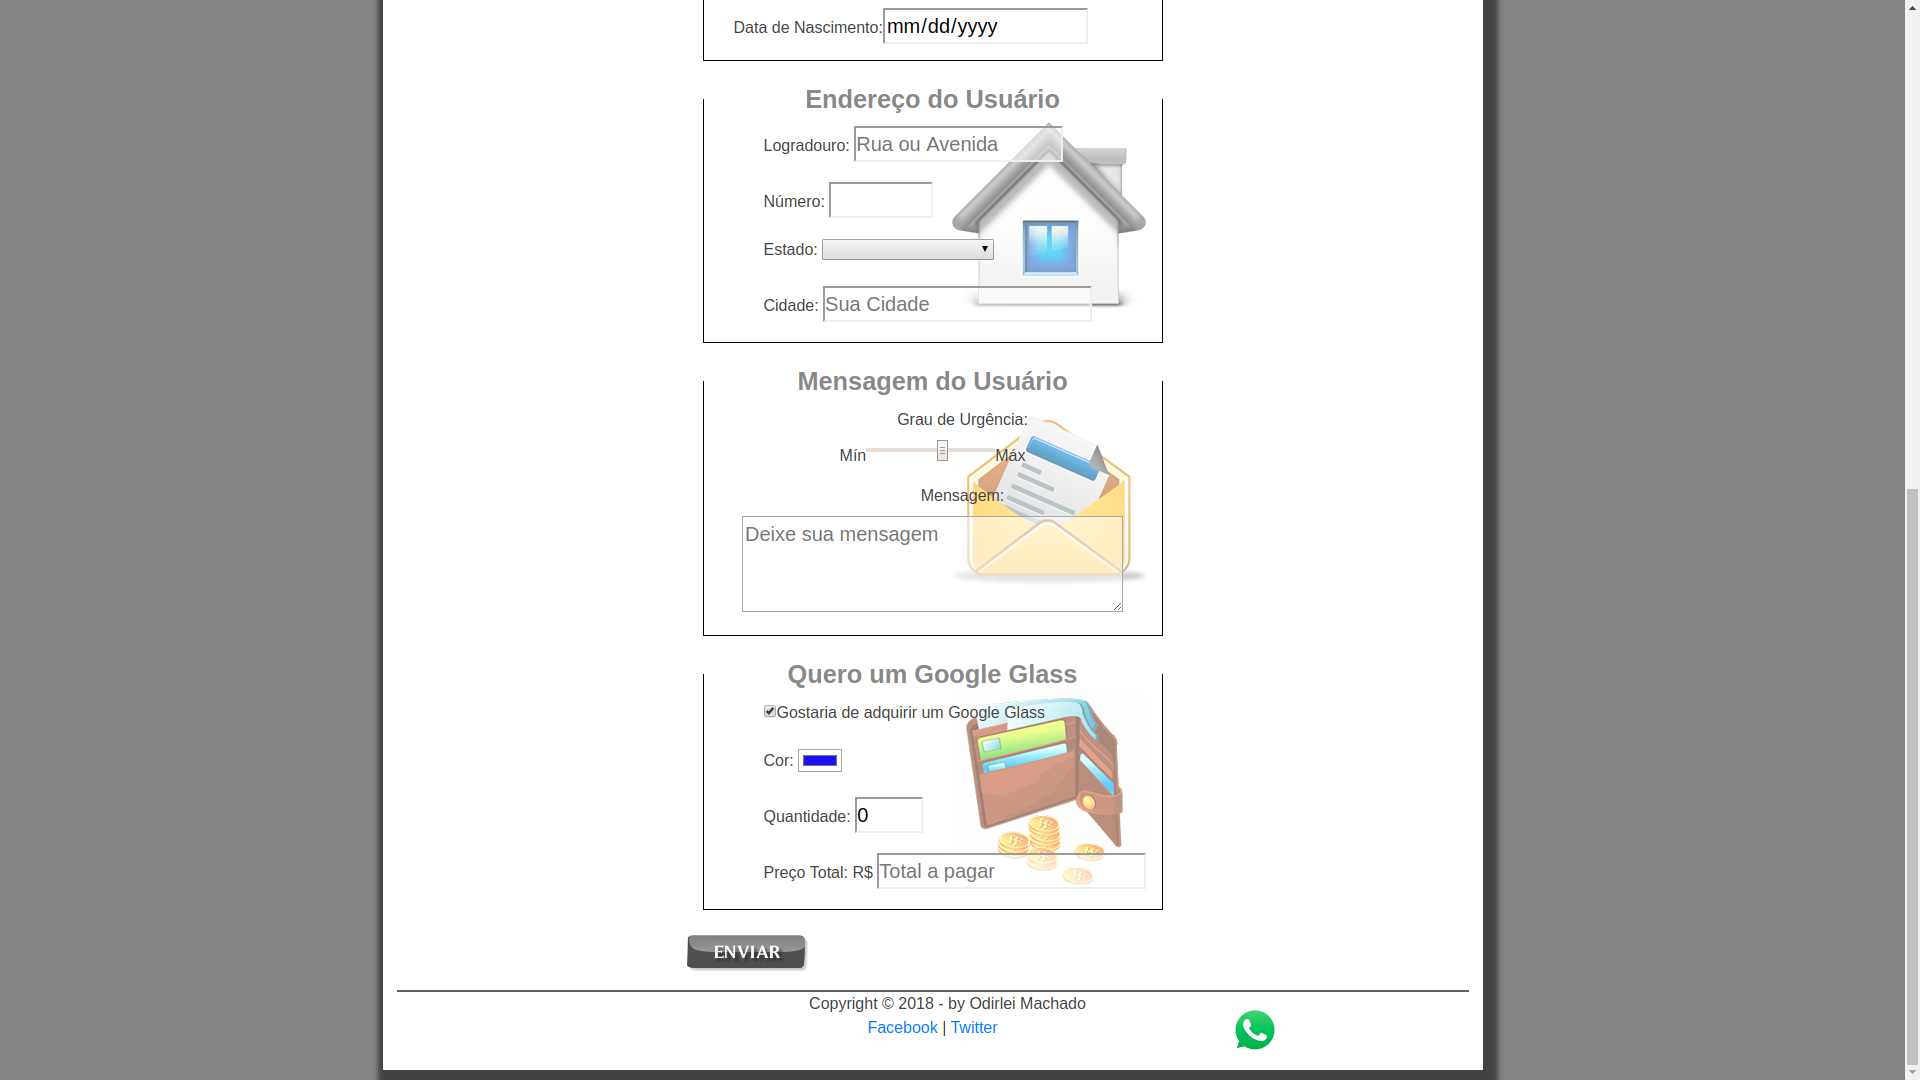 Data de Nascimento: mm/dd/yyyy
Endereço do Usuário
Logradouro: Rua ou Avenida
Número:
Estado:
Cidade: Sua Cidade
Mensagem do Usuário
Grau de Urgência:
Mín Máx
Mensagem:
Deixe sua mensagem
Quero um Google Glass
Gostaria de adquirir um Google Glass
Cor:
Quantidade: 0
Preço Total: R$ Total a pagar
ENVIAR
Copyright © 2018 - by Odirlei Machado
Facebook | Twitter